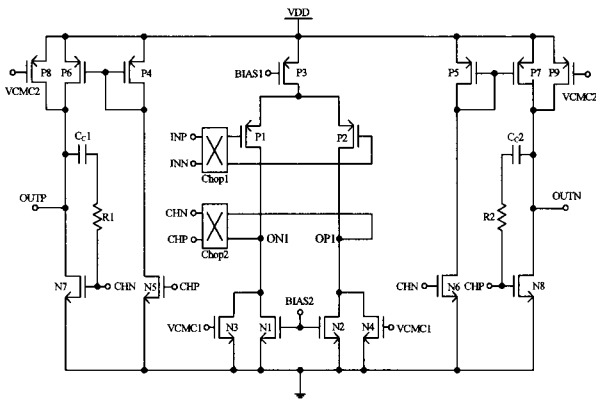 VDD
P8
P6
P4
BIAS1
P3
P5
P7
P9
VCMC2
VCMC2
INP
INN
Chop1
P1
P2
CC1
CC2
OUTP
R1
CHN
CHP
Chop2
ON1
OP1
R2
OUTN
N7
CHN
N5
CHP
BIAS2
CHN
N6
CHP
N8
VCMC1
N3
N1
N2
N4
VCMC1